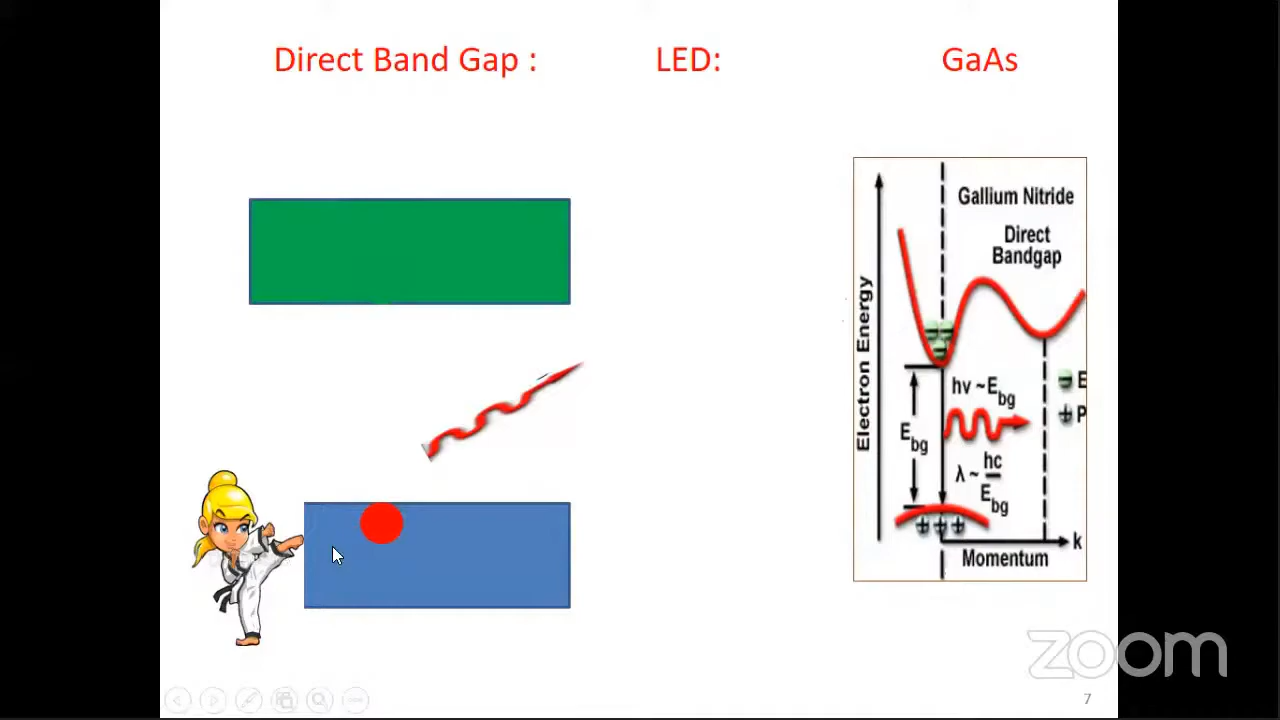 Direct Band Gap :
LED:
GaAs
Gallium Nitride
Direct
Bandgap
Electron Energy
hν ~E_bg
E
P
E_bg
λ ~ hc
E_bg
k
Momentum
zoom
7